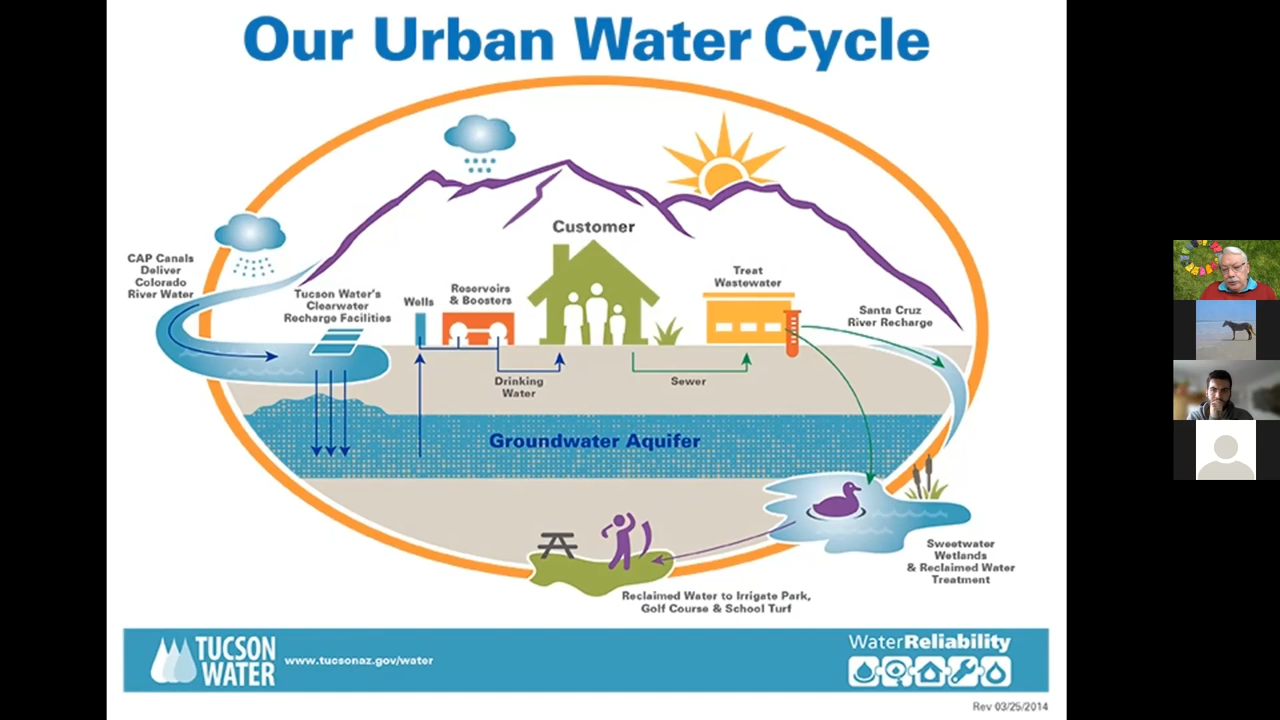 Our Urban Water Cycle
Customer
CAP Canals
Deliver
Colorado
River Water
Tucson Water's
Clearwater
Recharge Facilities
Wells
Reservoirs
& Boosters
Treat
Wastewater
Santa Cruz
River Recharge
Drinking
Water
Sewer
Groundwater Aquifer
Sweetwater
Wetlands
& Reclaimed Water
Treatment
Reclaimed Water to Irrigate Park,
Golf Course & School Turf
TUCSON
WATER
www.tucsonaz.gov/water
WaterReliability
Rev 03/25/2014